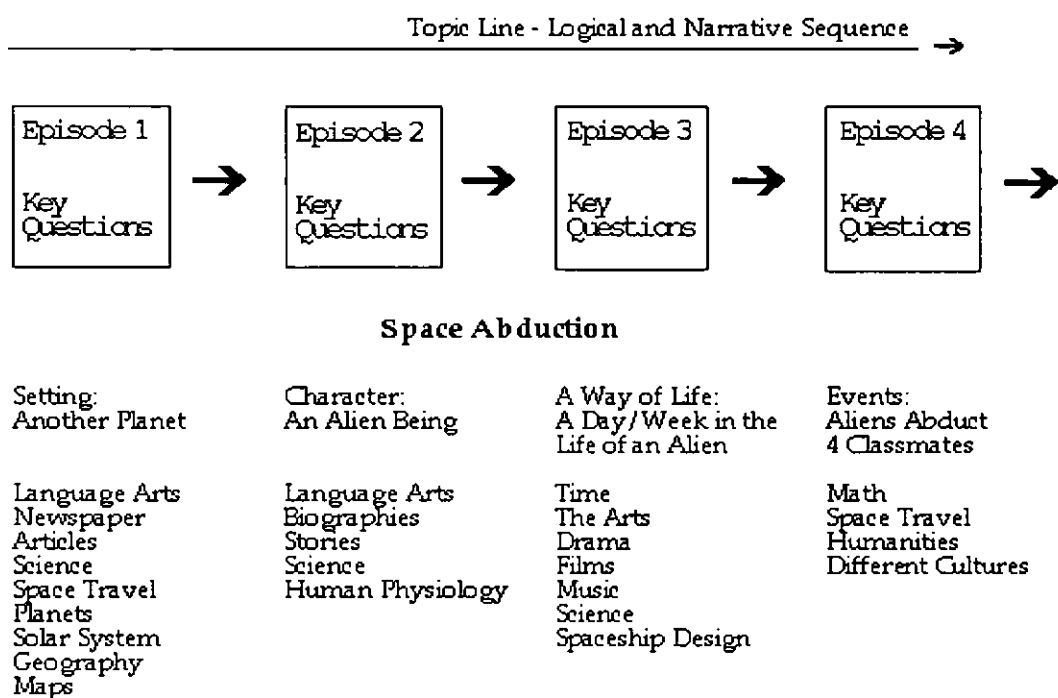 Topic Line - Logical and Narrative Sequence
Episode 1
Key
Questions
Episode 2
Key
Questions
Episode 3
Key
Questions
Episode 4
Key
Questions
Space Abduction
Setting:
Another Planet
Language Arts
Newspaper
Articles
Science
Space Travel
Planets
Solar System
Geography
Maps
Character:
An Alien Being
Language Arts
Biographies
Stories
Science
Human Physiology
A Way of Life:
A Day/Week in the
Life of an Alien
Time
The Arts
Drama
Films
Music
Science
Spaceship Design
Events:
Aliens Abduct
4 Classmates
Math
Space Travel
Humanities
Different Cultures